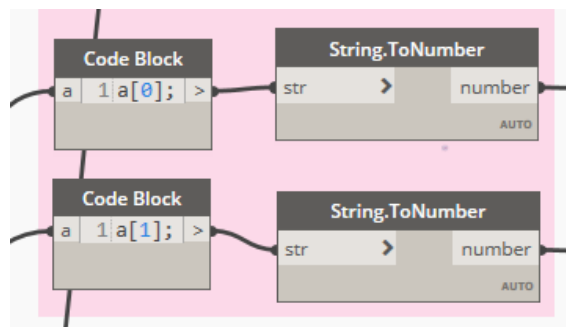 Code Block
a
1 a[0]; >
String.ToNumber
str > number
AUTO
Code Block
a
1 a[1]; >
String.ToNumber
str > number
AUTO